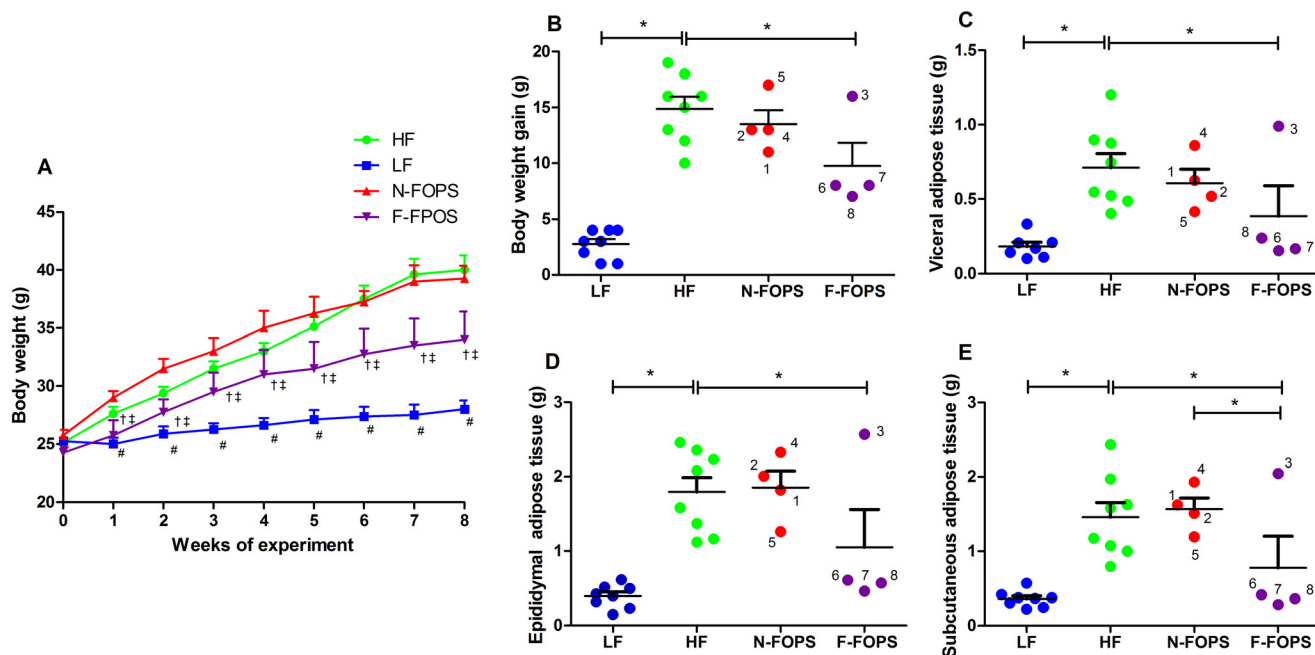 A
HF
LF
N-FOPS
F-FPOS
Body weight (g)
45
40
35
30
25
20
†‡ †‡ †‡ †‡ †‡ †‡ †‡ †‡
# # # # # # # #
0 1 2 3 4 5 6 7 8
Weeks of experiment
B
* *
Body weight gain (g)
20
15
10
5
0
5
2 4
1
3
6 7
8
LF HF N-FOPS F-FOPS
C
* *
Viceral adipose tissue (g)
1.5
1.0
0.5
0.0
4
1 2
5
3
8 6 7
LF HF N-FOPS F-FOPS
D
* *
Epididymal adipose tissue (g)
3
2
1
0
4
2
1
5
3
6 7 8
LF HF N-FOPS F-FOPS
E
* *
*
Subcutaneous adipose tissue (g)
3
2
1
0
4
1
2
5
3
6 7 8
LF HF N-FOPS F-FOPS